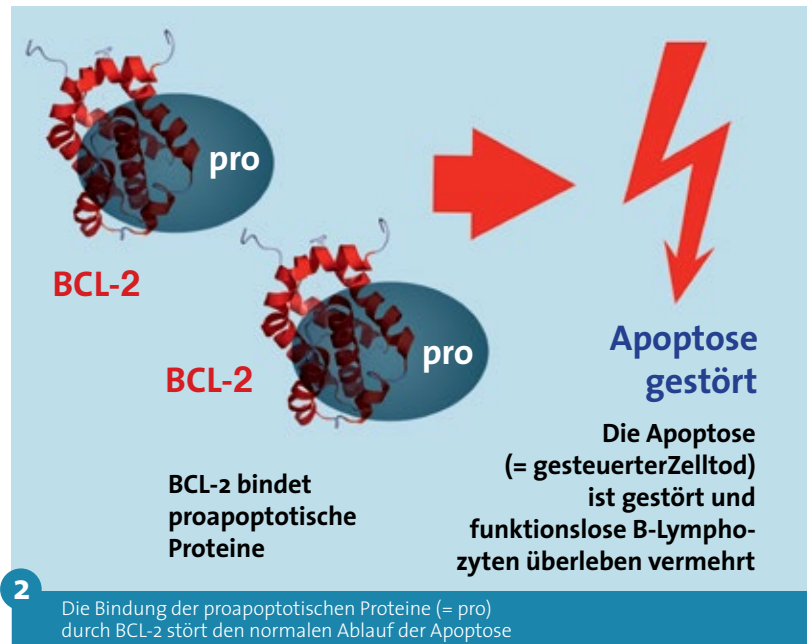 pro
BCL-2
pro
BCL-2
BCL-2 bindet
proapoptotische
Proteine
Apoptose
gestört
Die Apoptose
(= gesteuerterZelltod)
ist gestört und
funktionslose B-Lympho-
zyten überleben vermehrt
2
Die Bindung der proapoptotischen Proteine (= pro)
durch BCL-2 stört den normalen Ablauf der Apoptose